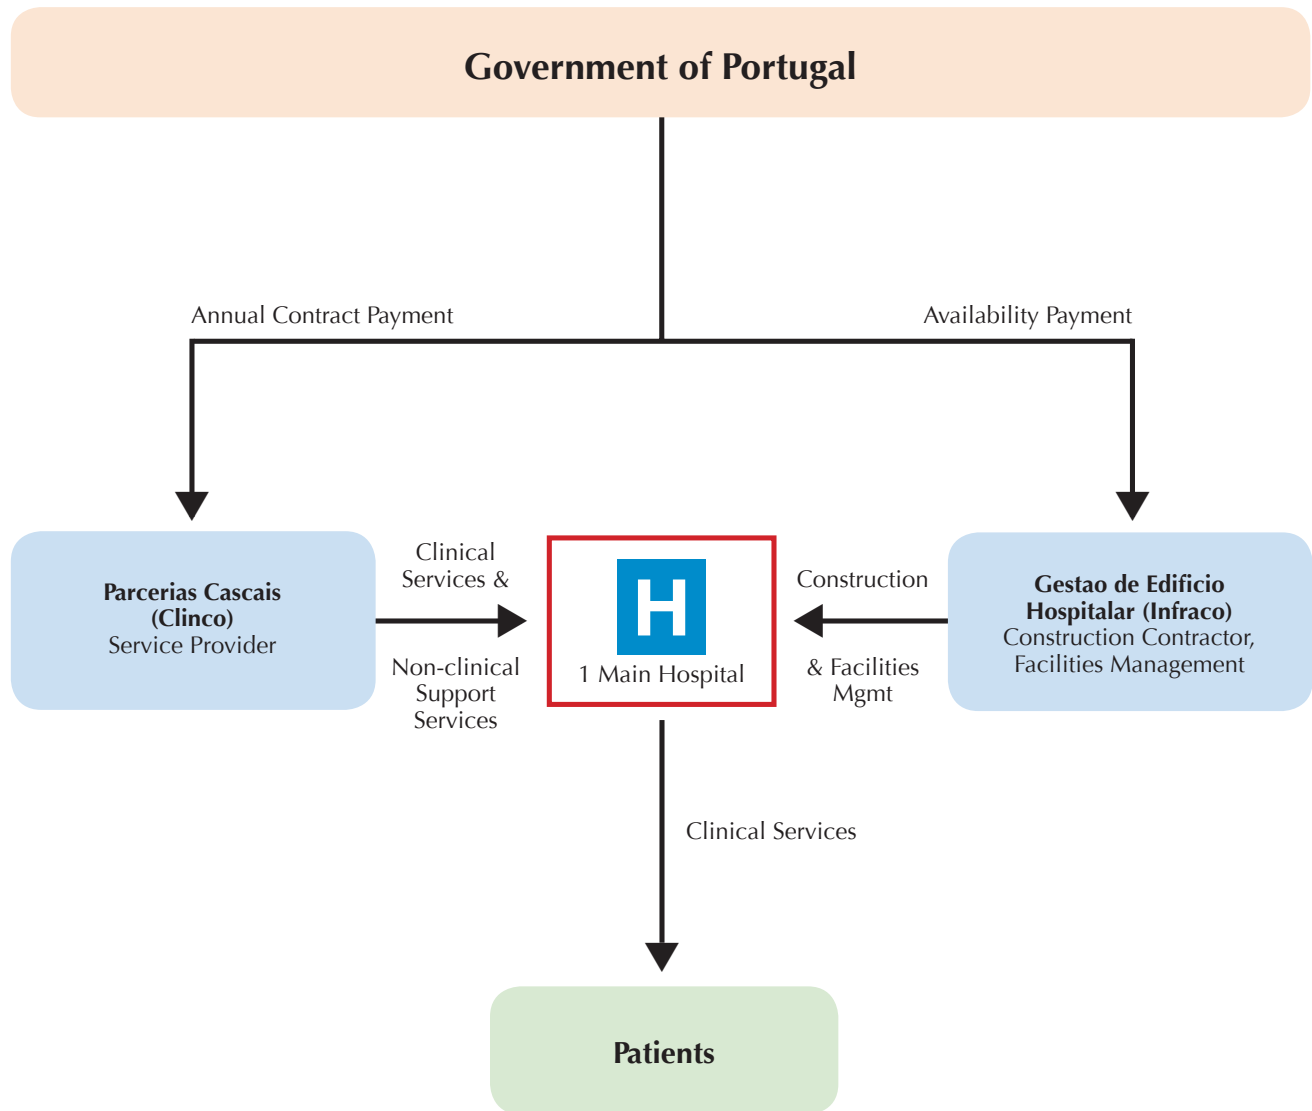 Government of Portugal
Annual Contract Payment
Availability Payment
Parcerias Cascais
(Clinco)
Service Provider
Clinical
Services &
Non-clinical
Support
Services
H
1 Main Hospital
Construction
& Facilities
Mgmt
Gestao de Edificio
Hospitalar (Infraco)
Construction Contractor,
Facilities Management
Clinical Services
Patients